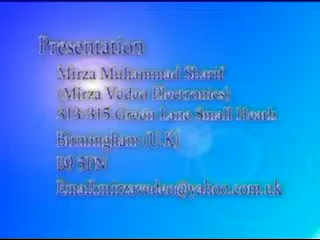 Presentation
Mirza Muhammad Sharif
(Mirza Vedeo Electronics)
313-315 Green Lane Small Heath
Birmingham (U.K)
B9 5PN
Email:mirzavedeo@yahoo.com.uk